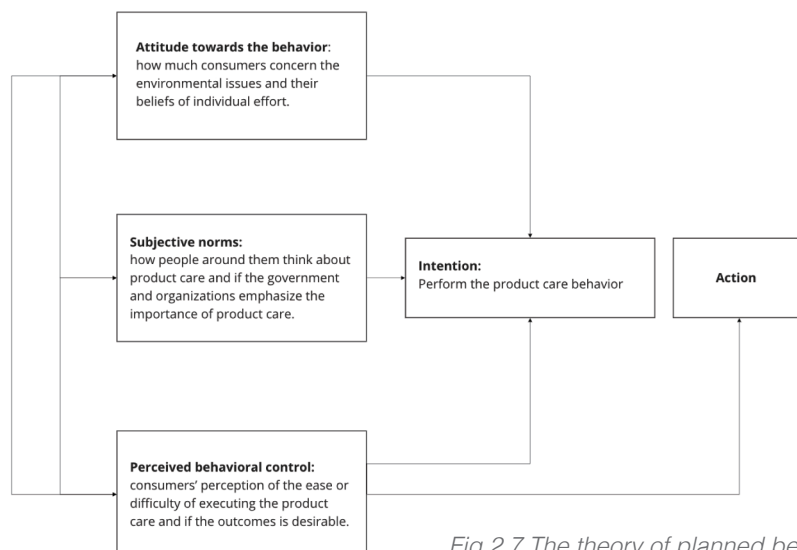 Attitude towards the behavior:
how much consumers concern the
environmental issues and their
beliefs of individual effort.
Subjective norms:
how people around them think about
product care and if the government
and organizations emphasize the
importance of product care.
Intention:
Perform the product care behavior
Action
Perceived behavioral control:
consumers’ perception of the ease or
difficulty of executing the product
care and if the outcomes is desirable.
Fig 2.7 The theory of planned be